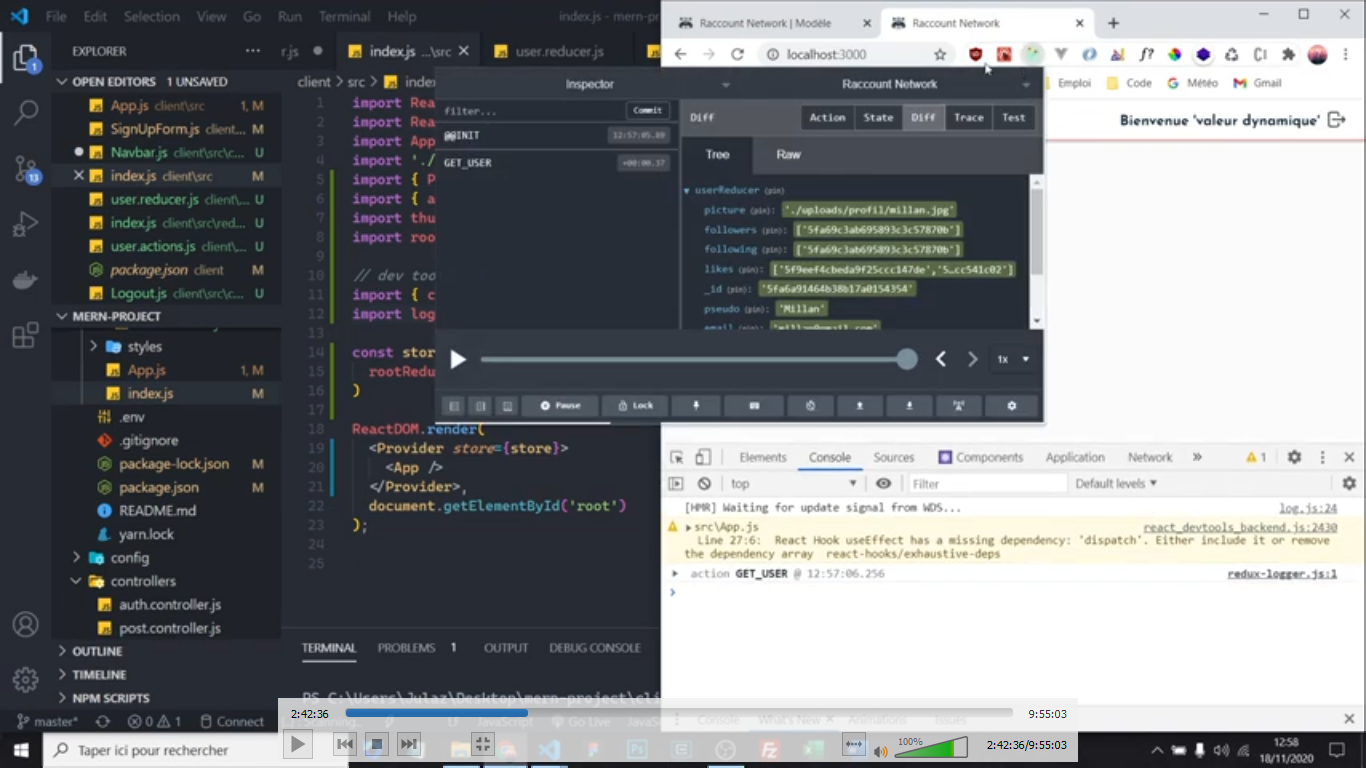 File Edit Selection View Go Run Terminal Help
index.js - mern-pr
Raccount Network | Modèle
Raccount Network
localhost:3000
Emploi Code Météo Gmail
Bienvenue 'valeur dynamique'
EXPLORER
OPEN EDITORS 1 UNSAVED
App.js client\src 1, M
SignUpForm.js client... M
Navbar.js client\src\c... U
index.js client\src M
user.reducer.js client... U
index.js client\src\red... U
user.actions.js client\... U
package.json client M
Logout.js client\src\c... U
MERN-PROJECT
styles
App.js 1, M
index.js M
.env
.gitignore
package-lock.json M
package.json M
README.md
yarn.lock
config
controllers
auth.controller.js
post.controller.js
OUTLINE
TIMELINE
NPM SCRIPTS
r.js
index.js ...\src
user.reducer.js
client > src > index
1 import Rea
2 import Rea
3 import App
4 import './
5 import { P
6 import { a
7 import thu
8 import roo
9
10 // dev too
11 import { c
12 import log
13
14 const stor
15 rootRedu
16 )
17
18 ReactDOM.render(
19 <Provider store={store}>
20 <App />
21 </Provider>,
22 document.getElementById('root')
23 );
24
25
Inspector
Raccount Network
filter... Commit
@@INIT 12:57:05.89
GET_USER +00:00.37
Diff Action State Diff Trace Test
Tree Raw
userReducer (pin)
picture (pin): './uploads/profil/millan.jpg'
followers (pin): ['5fa69c3ab695893c3c57870b']
following (pin): ['5fa69c3ab695893c3c57870b']
likes (pin): ['5f9eef4cbeda9f25ccc147de','5…cc541c02']
_id (pin): '5fa6a91464b38b17a0154354'
pseudo (pin): 'Millan'
email (pin): 'millan@gmail.com'
1x
Pause Lock
TERMINAL PROBLEMS 1 OUTPUT DEBUG CONSOLE
PS C:\Users\Julaz\Desktop\mern-project\cli
Elements Console Sources Components Application Network » 1
top Filter Default levels
[HMR] Waiting for update signal from WDS... log.js:24
src\App.js react_devtools_backend.js:2430
Line 27:6: React Hook useEffect has a missing dependency: 'dispatch'. Either include it or remove
the dependency array react-hooks/exhaustive-deps
action GET_USER @ 12:57:06.256 redux-logger.js:1
Console What's New Animations Issues
master* 0 1 Connect
LF JavaScript Go Live
2:42:36 9:55:03
100% 2:42:36/9:55:03
Taper ici pour rechercher
12:58
18/11/2020